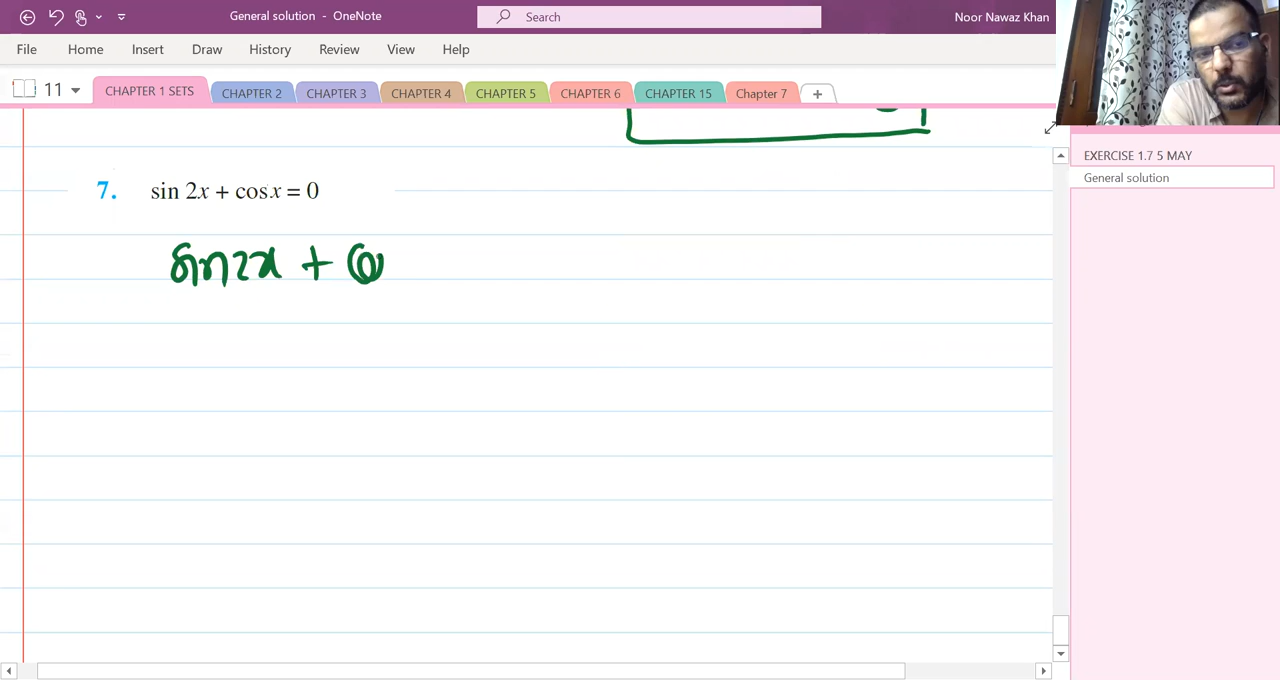 General solution - OneNote
Search
Noor Nawaz Khan
File Home Insert Draw History Review View Help
11
CHAPTER 1 SETS CHAPTER 2 CHAPTER 3 CHAPTER 4 CHAPTER 5 CHAPTER 6 CHAPTER 15 Chapter 7 +
EXERCISE 1.7 5 MAY
General solution
7. sin 2x + cos x = 0
sin2x + co